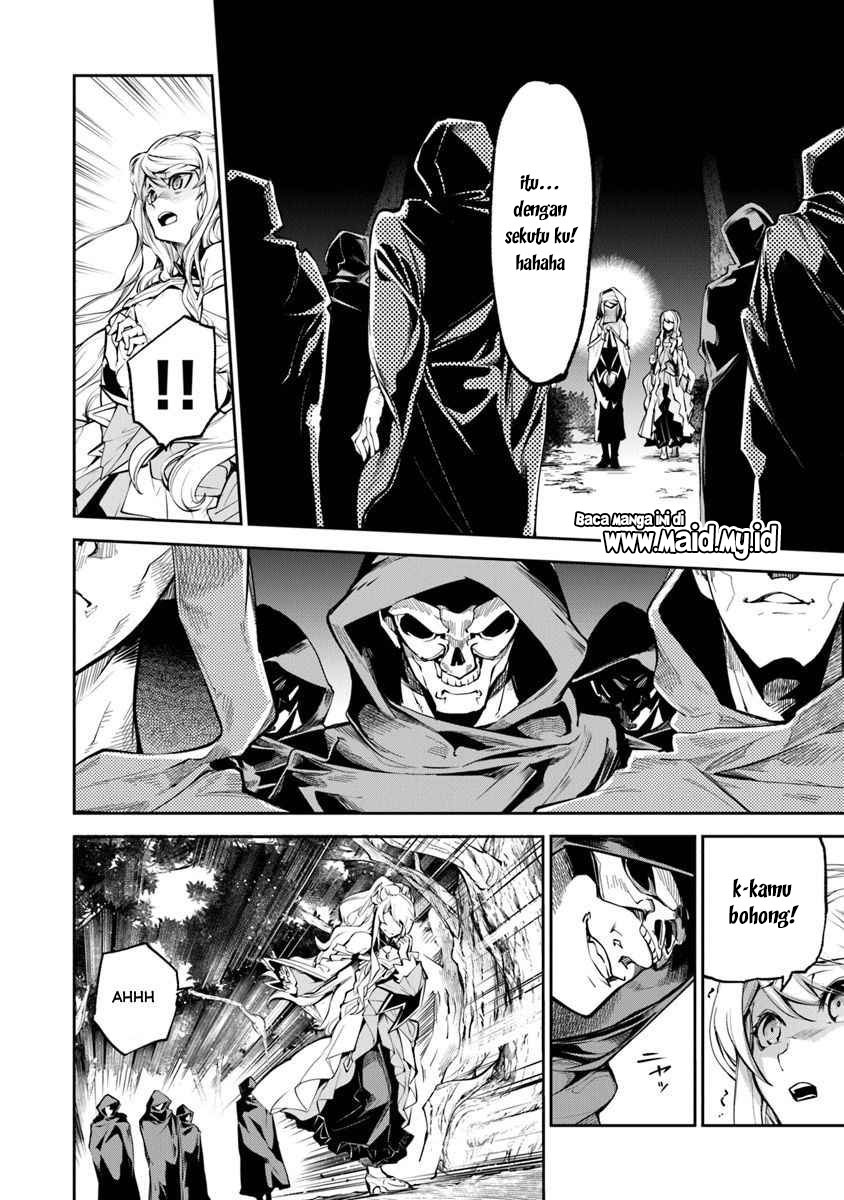 itu...
dengan
sekutu ku!
hahaha
!!
Baca Manga ini di
www.Maid.My.id
k-kamu
bohong!
ニヤッ
AHHH